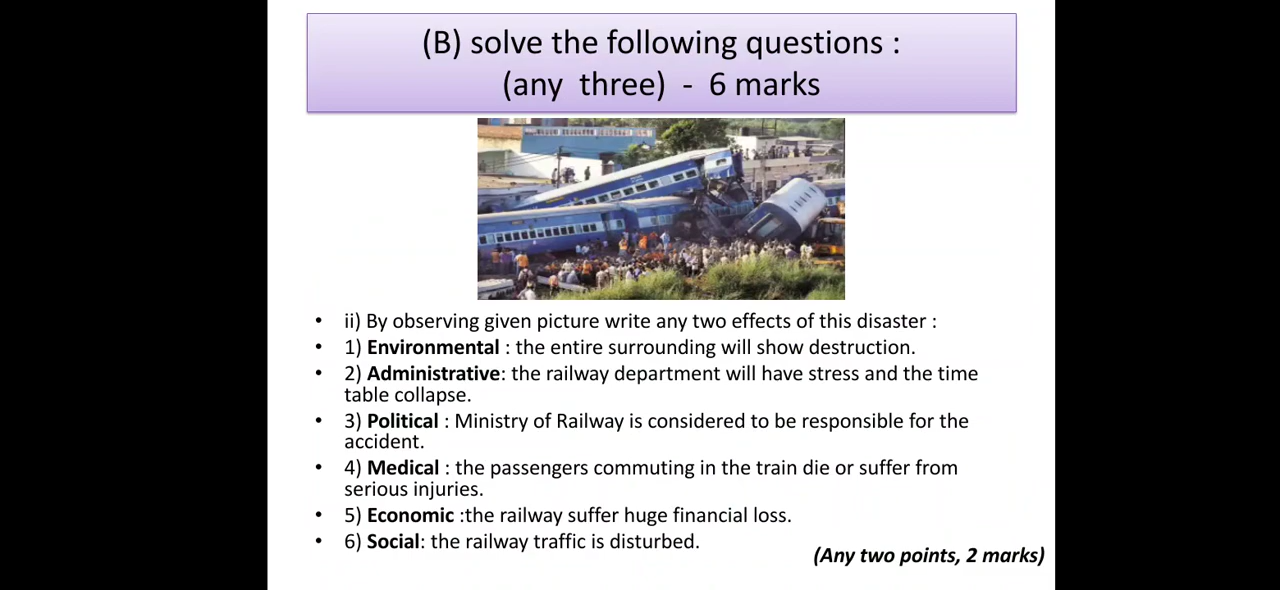 (B) solve the following questions :
(any three) - 6 marks
• ii) By observing given picture write any two effects of this disaster :
• 1) Environmental : the entire surrounding will show destruction.
• 2) Administrative: the railway department will have stress and the time
table collapse.
• 3) Political : Ministry of Railway is considered to be responsible for the
accident.
• 4) Medical : the passengers commuting in the train die or suffer from
serious injuries.
• 5) Economic :the railway suffer huge financial loss.
• 6) Social: the railway traffic is disturbed.
(Any two points, 2 marks)